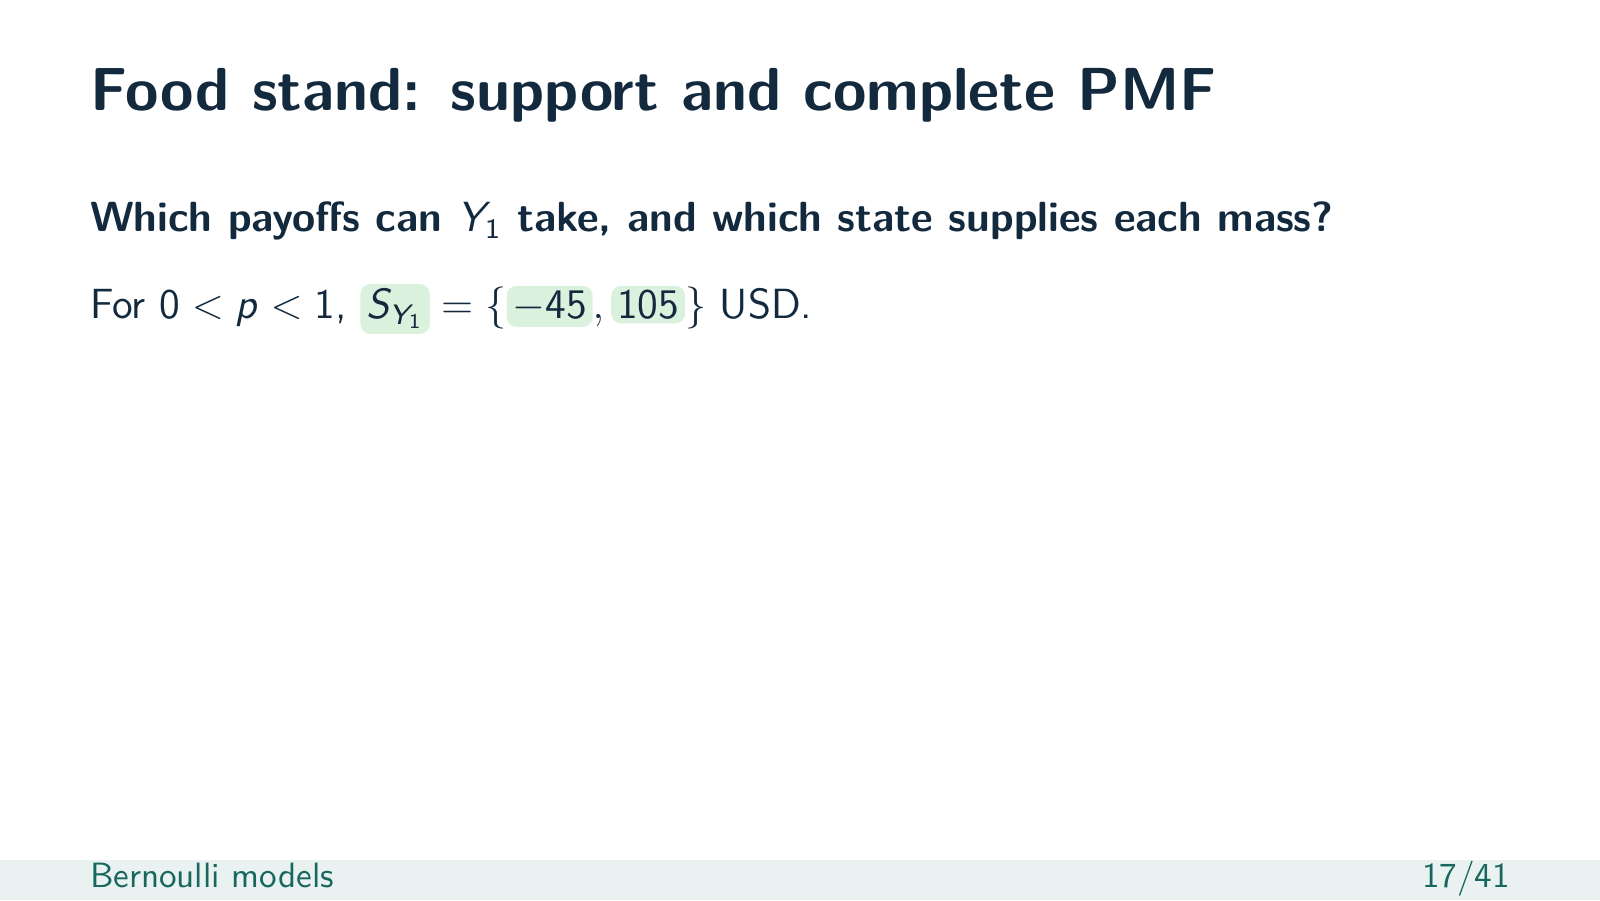 Food stand: support and complete PMF
Which payoffs can Y₁ take, and which state supplies each mass?
For 0 < p < 1, S_{Y₁} = {−45, 105} USD.
Bernoulli models
17/41